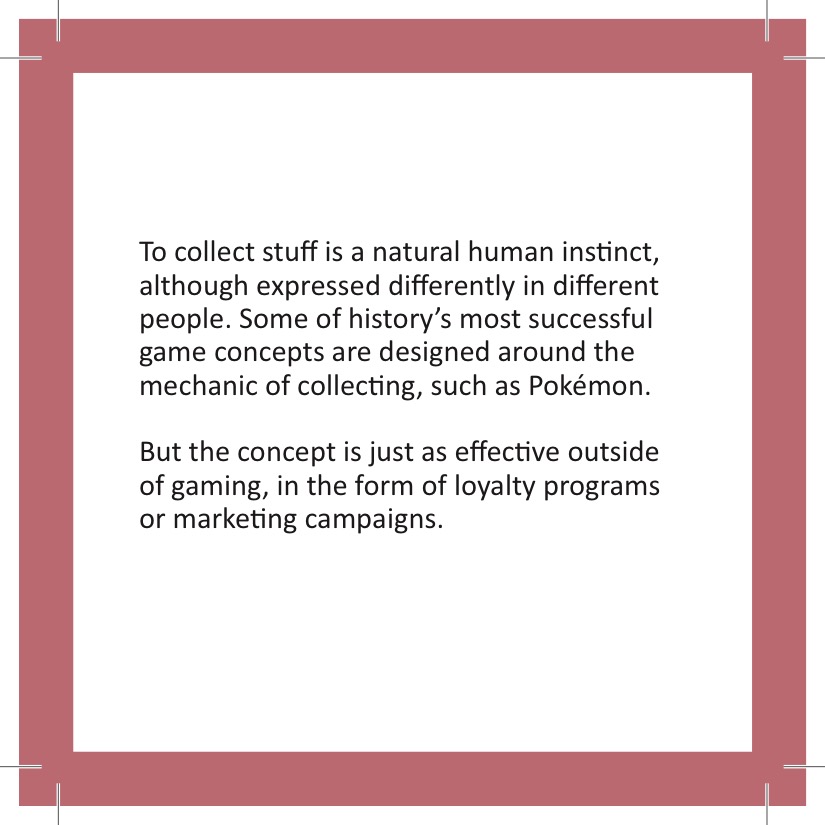 To collect stuff is a natural human instinct,
although expressed differently in different
people. Some of history’s most successful
game concepts are designed around the
mechanic of collecting, such as Pokémon.
But the concept is just as effective outside
of gaming, in the form of loyalty programs
or marketing campaigns.